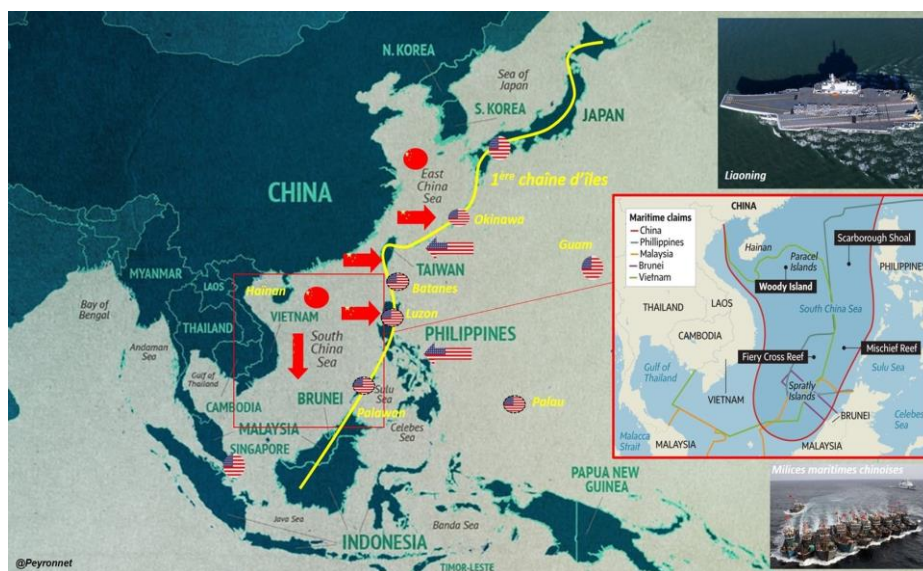 N. KOREA
Sea of
Japan
S. KOREA
JAPAN
CHINA
East
China
Sea
1ère chaîne d'îles
Okinawa
Guam
TAIWAN
Batanes
MYANMAR
LAOS
Hainan
VIETNAM
Luzon
Bay of
Bengal
THAILAND
South
China
Sea
PHILIPPINES
Andaman
Sea
Gulf of
Thailand
CAMBODIA
BRUNEI
Sulu
Sea
Palawan
Palau
Celebes
Sea
MALAYSIA
SINGAPORE
PAPUA NEW
GUINEA
Java Sea
Banda Sea
INDONESIA
TIMOR-LESTE
@Peyronnet
Liaoning
CHINA
Maritime claims
China
Phillippines
Malaysia
Brunei
Vietnam
Hainan
Paracel
Islands
Woody Island
Scarborough Shoal
PHILIPPINES
LAOS
THAILAND
South China Sea
CAMBODIA
Fiery Cross Reef
Mischief Reef
Gulf of
Thailand
Sulu Sea
VIETNAM
Spratly
Islands
BRUNEI
Celebes
Sea
Malacca
Strait
MALAYSIA
MALAYSIA
Milices maritimes chinoises